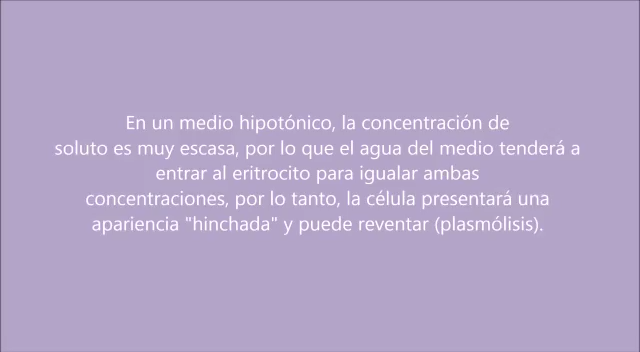 En un medio hipotónico, la concentración de
soluto es muy escasa, por lo que el agua del medio tenderá a
entrar al eritrocito para igualar ambas
concentraciones, por lo tanto, la célula presentará una
apariencia "hinchada" y puede reventar (plasmólisis).